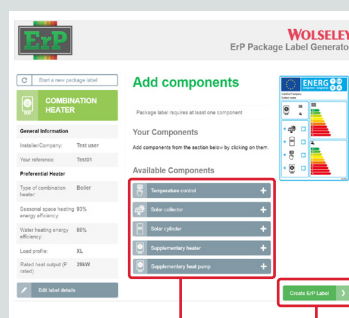 ErP
WOLSELEY
ErP Package Label Generator
Start a new package label
COMBINATION
HEATER
General Information
Installer/Company: Test user
Your reference: Test01
Preferential Heater
Type of combination Boiler
heater:
Seasonal space heating 93%
energy efficiency:
Water heating energy 86%
efficiency:
Load profile: XL
Rated heat output (P
rated):
Edit label details
Add components
Package label requires at least one component
Your Components
Add components from the section below by clicking on them.
Available Components
Temperature control +
Solar collector +
Solar cylinder +
Supplementary heater +
Supplementary heat pump +
ENERG
Create ErP Label